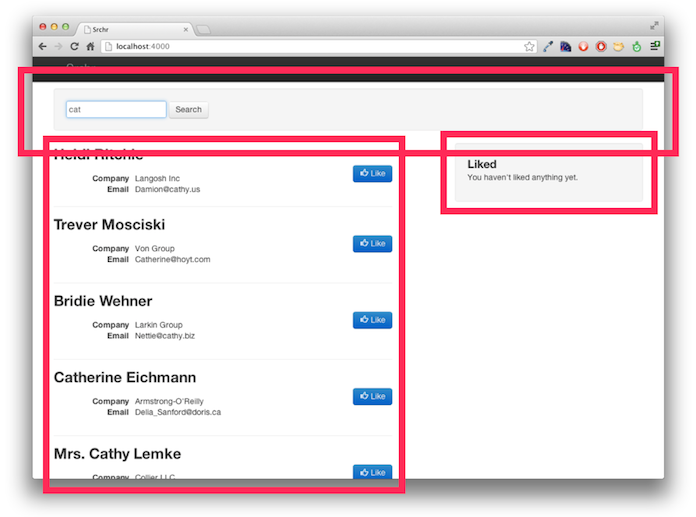 Srchr
localhost:4000
cat
Search
Heidi Ritchie
Company Langosh Inc
Email Damion@cathy.us
Like
Liked
You haven't liked anything yet.
Trever Mosciski
Company Von Group
Email Catherine@hoyt.com
Like
Bridie Wehner
Company Larkin Group
Email Nettie@cathy.biz
Like
Catherine Eichmann
Company Armstrong-O'Reilly
Email Delia_Sanford@doris.ca
Like
Mrs. Cathy Lemke
Company Collier LLC
Like